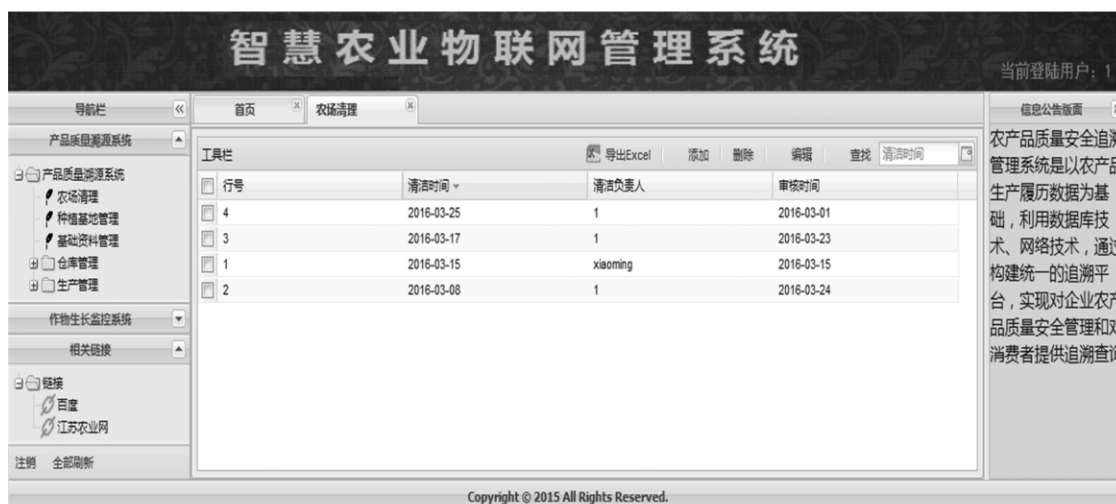 智慧农业物联网管理系统
当前登陆用户：1
导航栏
产品质量溯源系统
产品质量溯源系统
农场清理
种植基地管理
基础资料管理
仓库管理
生产管理
作物生长监控系统
相关链接
链接
百度
江苏农业网
注销 全部刷新
首页 农场清理
工具栏 导出Excel 添加 删除 编辑 查找 清洁时间
行号 清洁时间 清洁负责人 审核时间
4 2016-03-25 1 2016-03-01
3 2016-03-17 1 2016-03-23
1 2016-03-15 xiaoming 2016-03-15
2 2016-03-08 1 2016-03-24
信息公告版面
农产品质量安全追溯
管理系统是以农产品
生产履历数据为基
础，利用数据库技
术、网络技术，通过
构建统一的追溯平
台，实现对企业农产
品质量安全管理和对
消费者提供追溯查询
Copyright © 2015 All Rights Reserved.